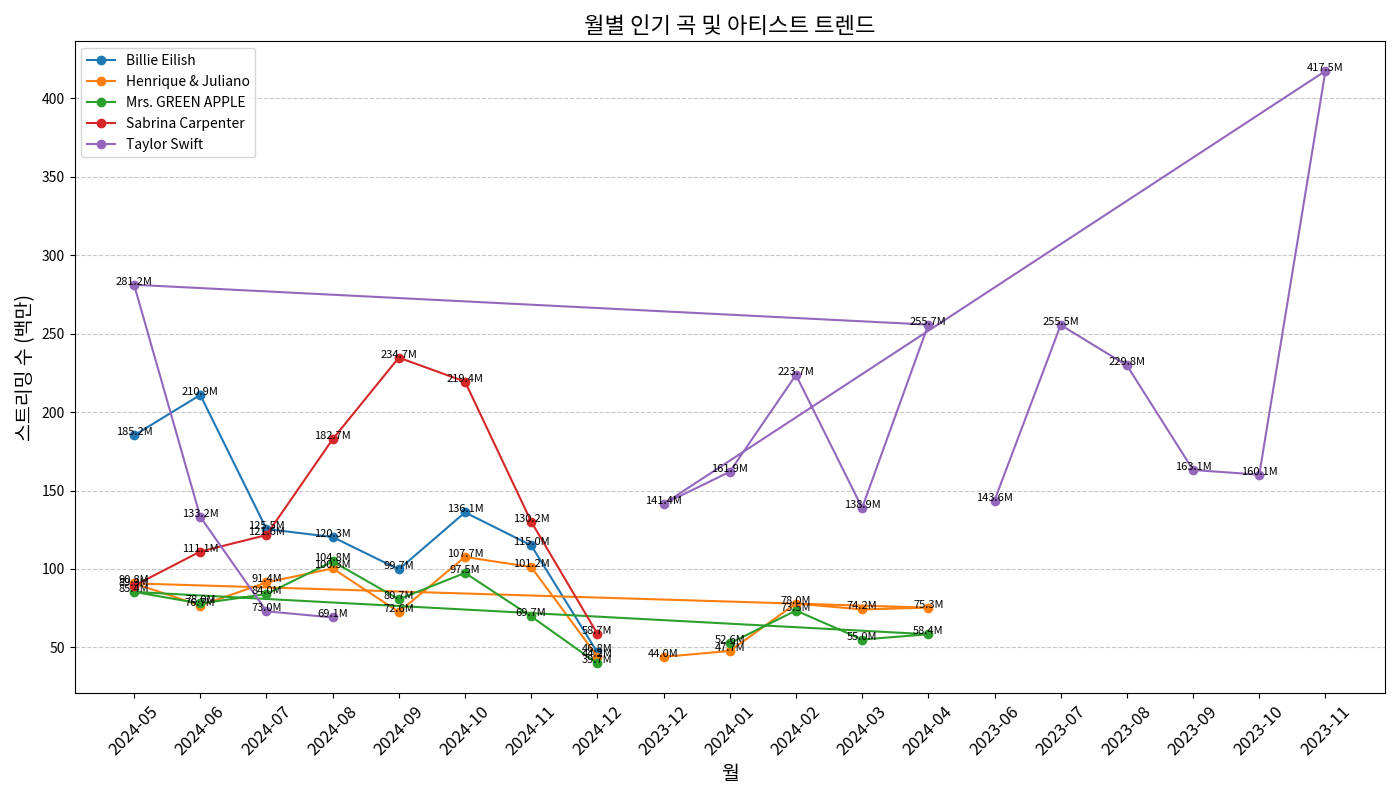 월별 인기 곡 및 아티스트 트렌드
Billie Eilish
Henrique & Juliano
Mrs. GREEN APPLE
Sabrina Carpenter
Taylor Swift
스트리밍 수 (백만)
400
350
300
250
200
150
100
50
417.5M
281.2M
255.7M
255.5M
234.7M
229.8M
223.7M
219.4M
210.9M
185.2M
182.7M
163.1M
161.9M
160.1M
143.6M
141.4M
138.9M
136.1M
133.2M
130.2M
125.5M
121.6M
120.3M
115.0M
111.1M
107.7M
104.8M
101.2M
100.3M
99.7M
97.5M
91.4M
90.8M
85.4M
84.0M
80.7M
78.0M
75.3M
74.2M
73.5M
73.0M
72.6M
69.7M
69.1M
58.7M
58.4M
55.0M
52.6M
47.7M
44.0M
39.7M
2024-05
2024-06
2024-07
2024-08
2024-09
2024-10
2024-11
2024-12
2023-12
2024-01
2024-02
2024-03
2024-04
2023-06
2023-07
2023-08
2023-09
2023-10
2023-11
월